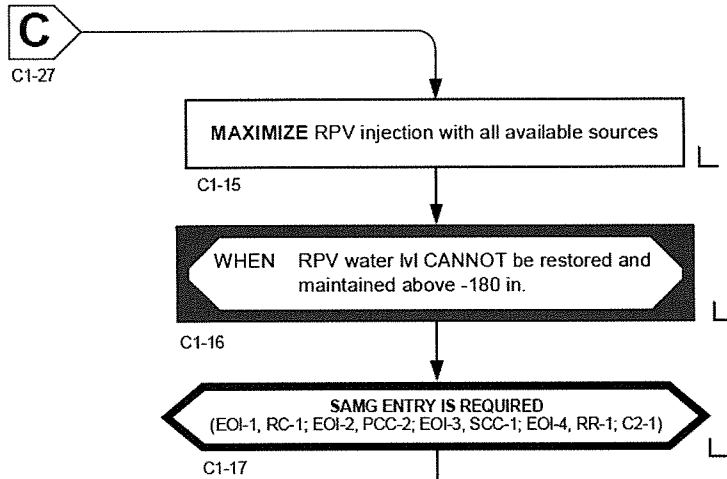 C
C1-27
MAXIMIZE RPV injection with all available sources
C1-15
WHEN RPV water lvl CANNOT be restored and
maintained above -180 in.
C1-16
SAMG ENTRY IS REQUIRED
(EOI-1, RC-1; EOI-2, PCC-2; EOI-3, SCC-1; EOI-4, RR-1; C2-1)
C1-17